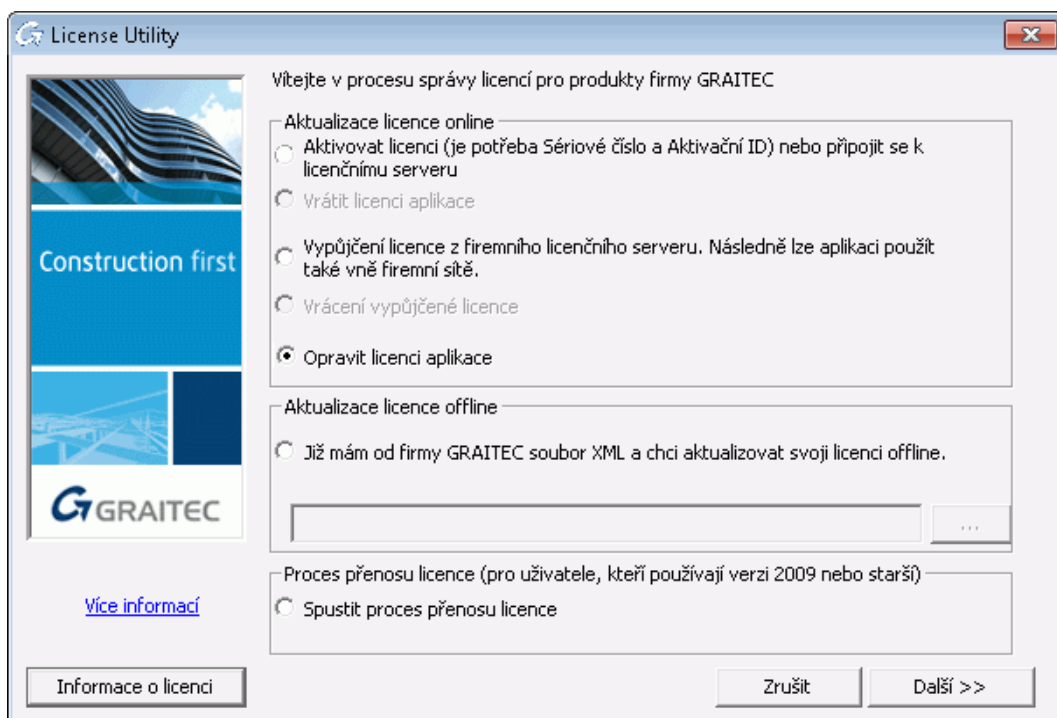 License Utility
Vítejte v procesu správy licencí pro produkty firmy GRAITEC
Aktualizace licence online
Aktivovat licenci (je potřeba Sériové číslo a Aktivační ID) nebo připojit se k
licenčnímu serveru
Vrátit licenci aplikace
Vypůjčení licence z firemního licenčního serveru. Následně lze aplikaci použít
také vně firemní sítě.
Vrácení vypůjčené licence
Opravit licenci aplikace
Aktualizace licence offline
Již mám od firmy GRAITEC soubor XML a chci aktualizovat svoji licenci offline.
...
Proces přenosu licence (pro uživatele, kteří používají verzi 2009 nebo starší)
Spustit proces přenosu licence
Construction first
GRAITEC
Více informací
Informace o licenci
Zrušit
Další >>